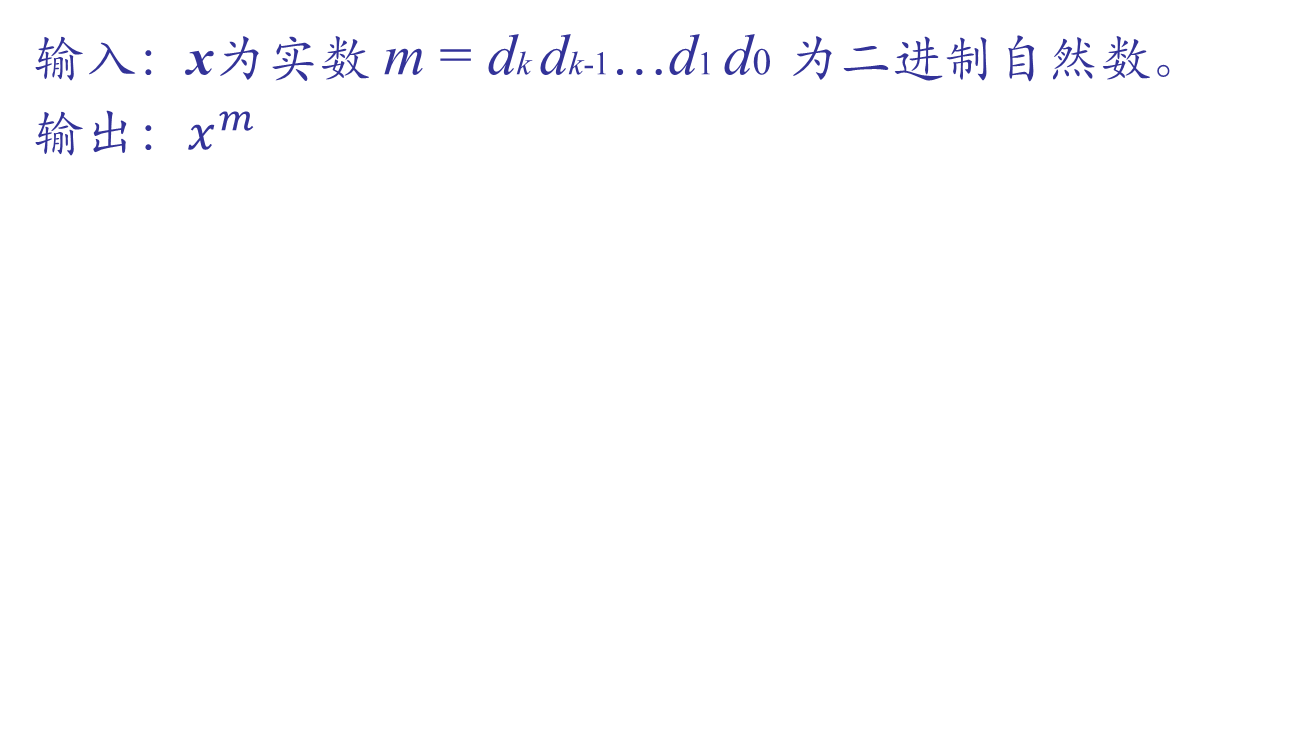 输入：x为实数 m = dk dk-1…d1 d0 为二进制自然数。
输出：x^m